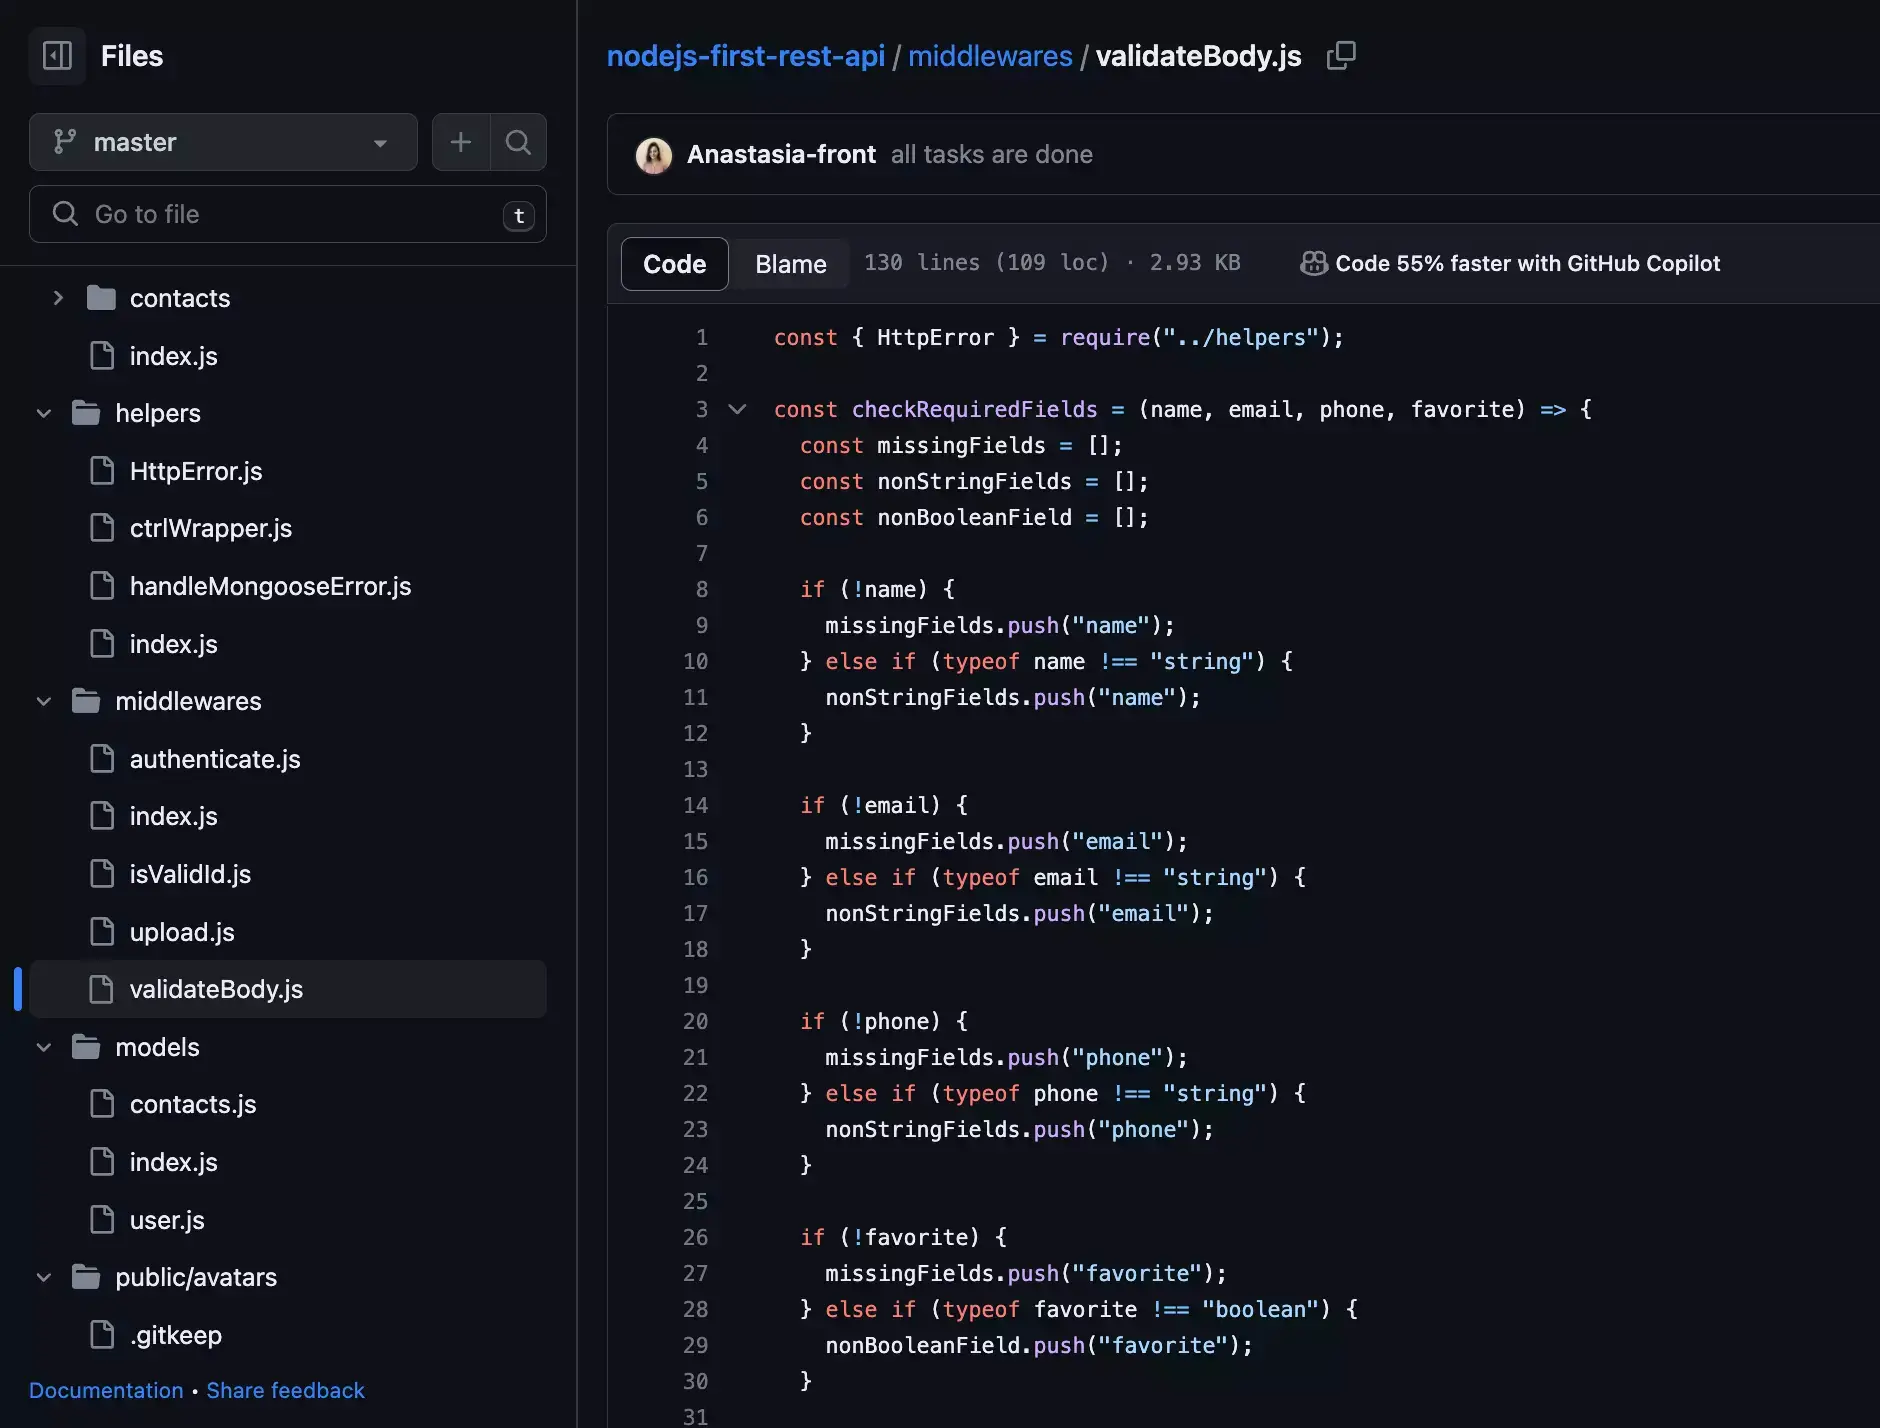 Files
master
Go to file
t
contacts
index.js
helpers
HttpError.js
ctrlWrapper.js
handleMongooseError.js
index.js
middlewares
authenticate.js
index.js
isValidId.js
upload.js
validateBody.js
models
contacts.js
index.js
user.js
public/avatars
.gitkeep
Documentation • Share feedback
nodejs-first-rest-api / middlewares / validateBody.js
Anastasia-front all tasks are done
Code Blame 130 lines (109 loc) · 2.93 KB Code 55% faster with GitHub Copilot
1 const { HttpError } = require("../helpers");
2
3 const checkRequiredFields = (name, email, phone, favorite) => {
4 const missingFields = [];
5 const nonStringFields = [];
6 const nonBooleanField = [];
7
8 if (!name) {
9 missingFields.push("name");
10 } else if (typeof name !== "string") {
11 nonStringFields.push("name");
12 }
13
14 if (!email) {
15 missingFields.push("email");
16 } else if (typeof email !== "string") {
17 nonStringFields.push("email");
18 }
19
20 if (!phone) {
21 missingFields.push("phone");
22 } else if (typeof phone !== "string") {
23 nonStringFields.push("phone");
24 }
25
26 if (!favorite) {
27 missingFields.push("favorite");
28 } else if (typeof favorite !== "boolean") {
29 nonBooleanField.push("favorite");
30 }
31